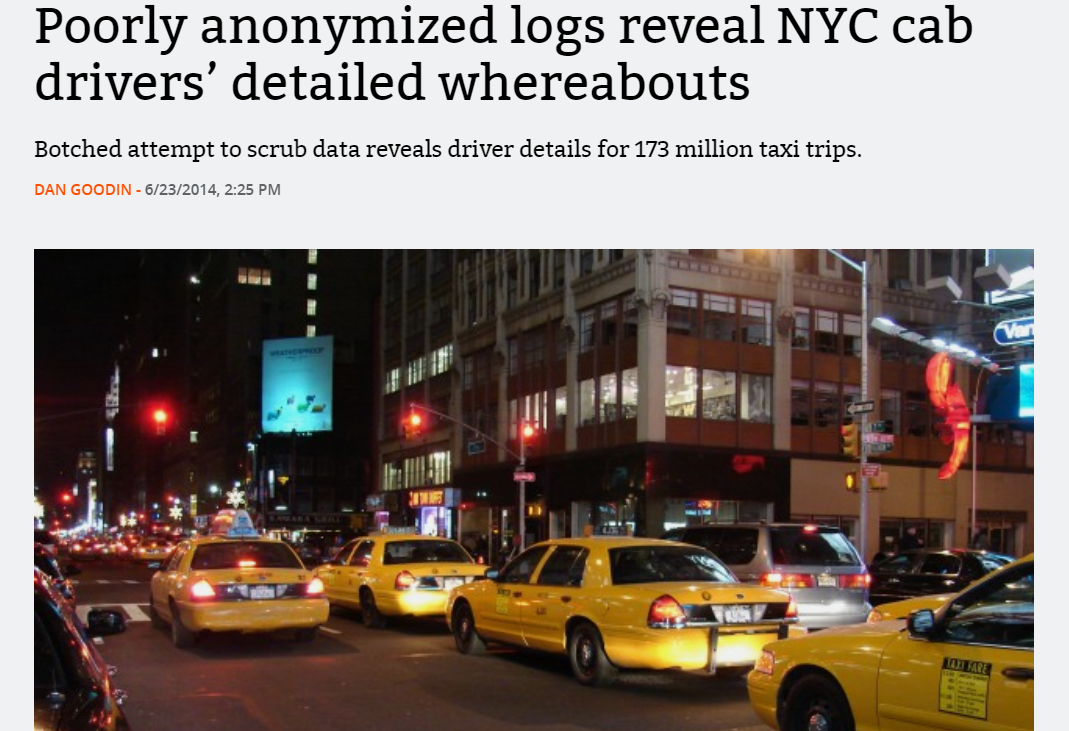 Poorly anonymized logs reveal NYC cab
drivers’ detailed whereabouts
Botched attempt to scrub data reveals driver details for 173 million taxi trips.
DAN GOODIN - 6/23/2014, 2:25 PM
WEATHERPROOF
TAXI FARE